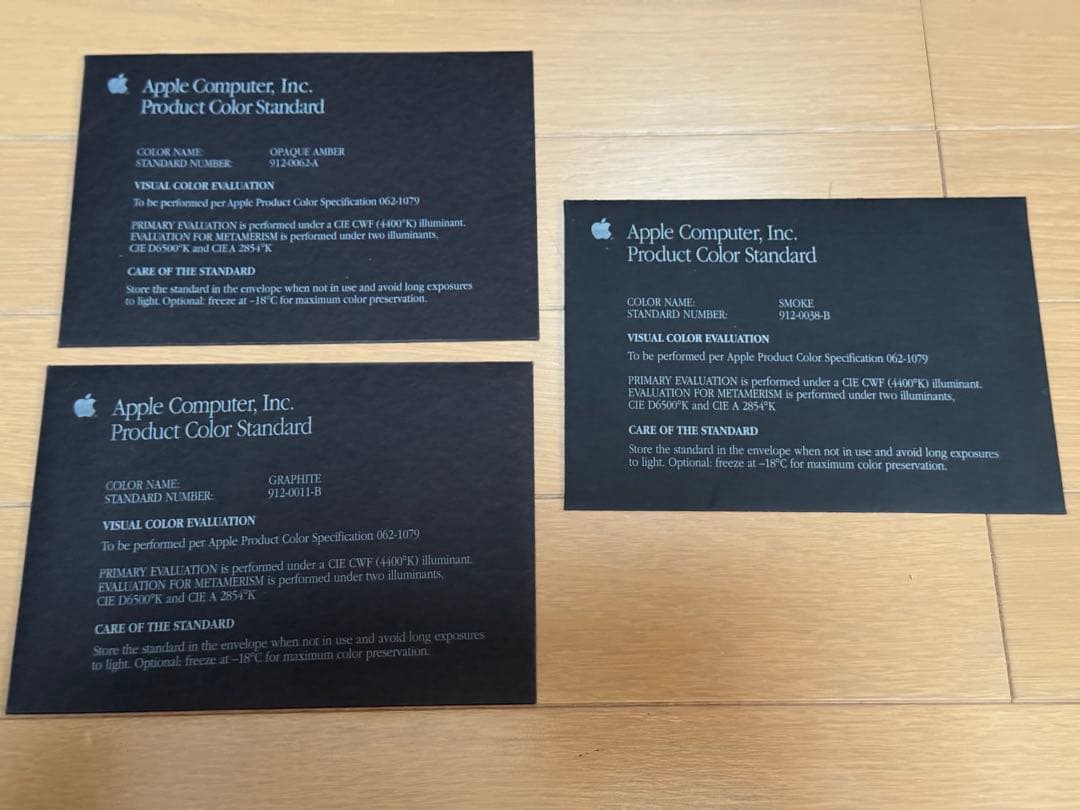 Apple Computer, Inc.
Product Color Standard
COLOR NAME: OPAQUE AMBER
STANDARD NUMBER: 912-0062-A
VISUAL COLOR EVALUATION
To be performed per Apple Product Color Specification 062-1079
PRIMARY EVALUATION is performed under a CIE CWF (4400°K) illuminant.
EVALUATION FOR METAMERISM is performed under two illuminants,
CIE D6500°K and CIE A 2854°K
CARE OF THE STANDARD
Store the standard in the envelope when not in use and avoid long exposures
to light. Optional: freeze at –18°C for maximum color preservation.
Apple Computer, Inc.
Product Color Standard
COLOR NAME: GRAPHITE
STANDARD NUMBER: 912-0011-B
VISUAL COLOR EVALUATION
To be performed per Apple Product Color Specification 062-1079
PRIMARY EVALUATION is performed under a CIE CWF (4400°K) illuminant.
EVALUATION FOR METAMERISM is performed under two illuminants,
CIE D6500°K and CIE A 2854°K
CARE OF THE STANDARD
Store the standard in the envelope when not in use and avoid long exposures
to light. Optional: freeze at –18°C for maximum color preservation.
Apple Computer, Inc.
Product Color Standard
COLOR NAME: SMOKE
STANDARD NUMBER: 912-0038-B
VISUAL COLOR EVALUATION
To be performed per Apple Product Color Specification 062-1079
PRIMARY EVALUATION is performed under a CIE CWF (4400°K) illuminant.
EVALUATION FOR METAMERISM is performed under two illuminants,
CIE D6500°K and CIE A 2854°K
CARE OF THE STANDARD
Store the standard in the envelope when not in use and avoid long exposures
to light. Optional: freeze at –18°C for maximum color preservation.